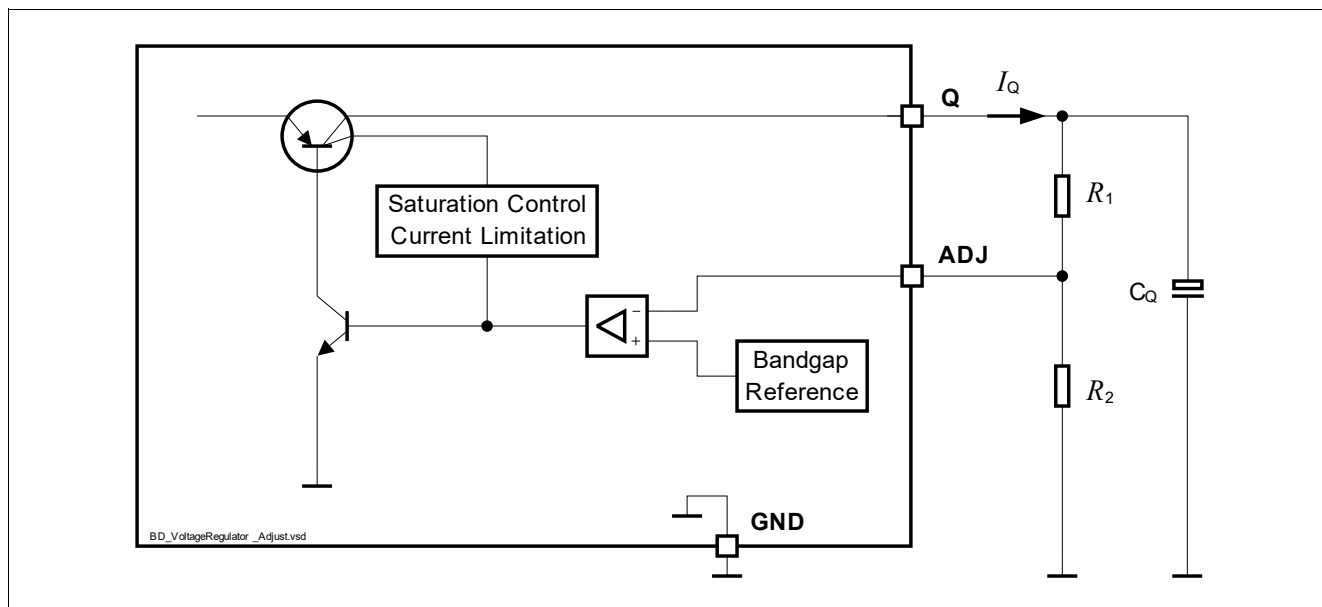 Q
I_Q
R_1
Saturation Control
Current Limitation
ADJ
C_Q
−
+
Bandgap
Reference
R_2
GND
BD_VoltageRegulator _Adjust.vsd